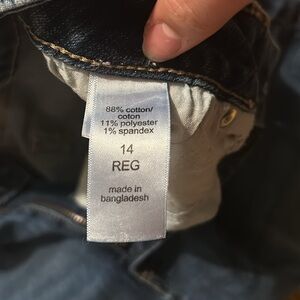 88% cotton/
coton
11% polyester
1% spandex
14
REG
made in
bangladesh